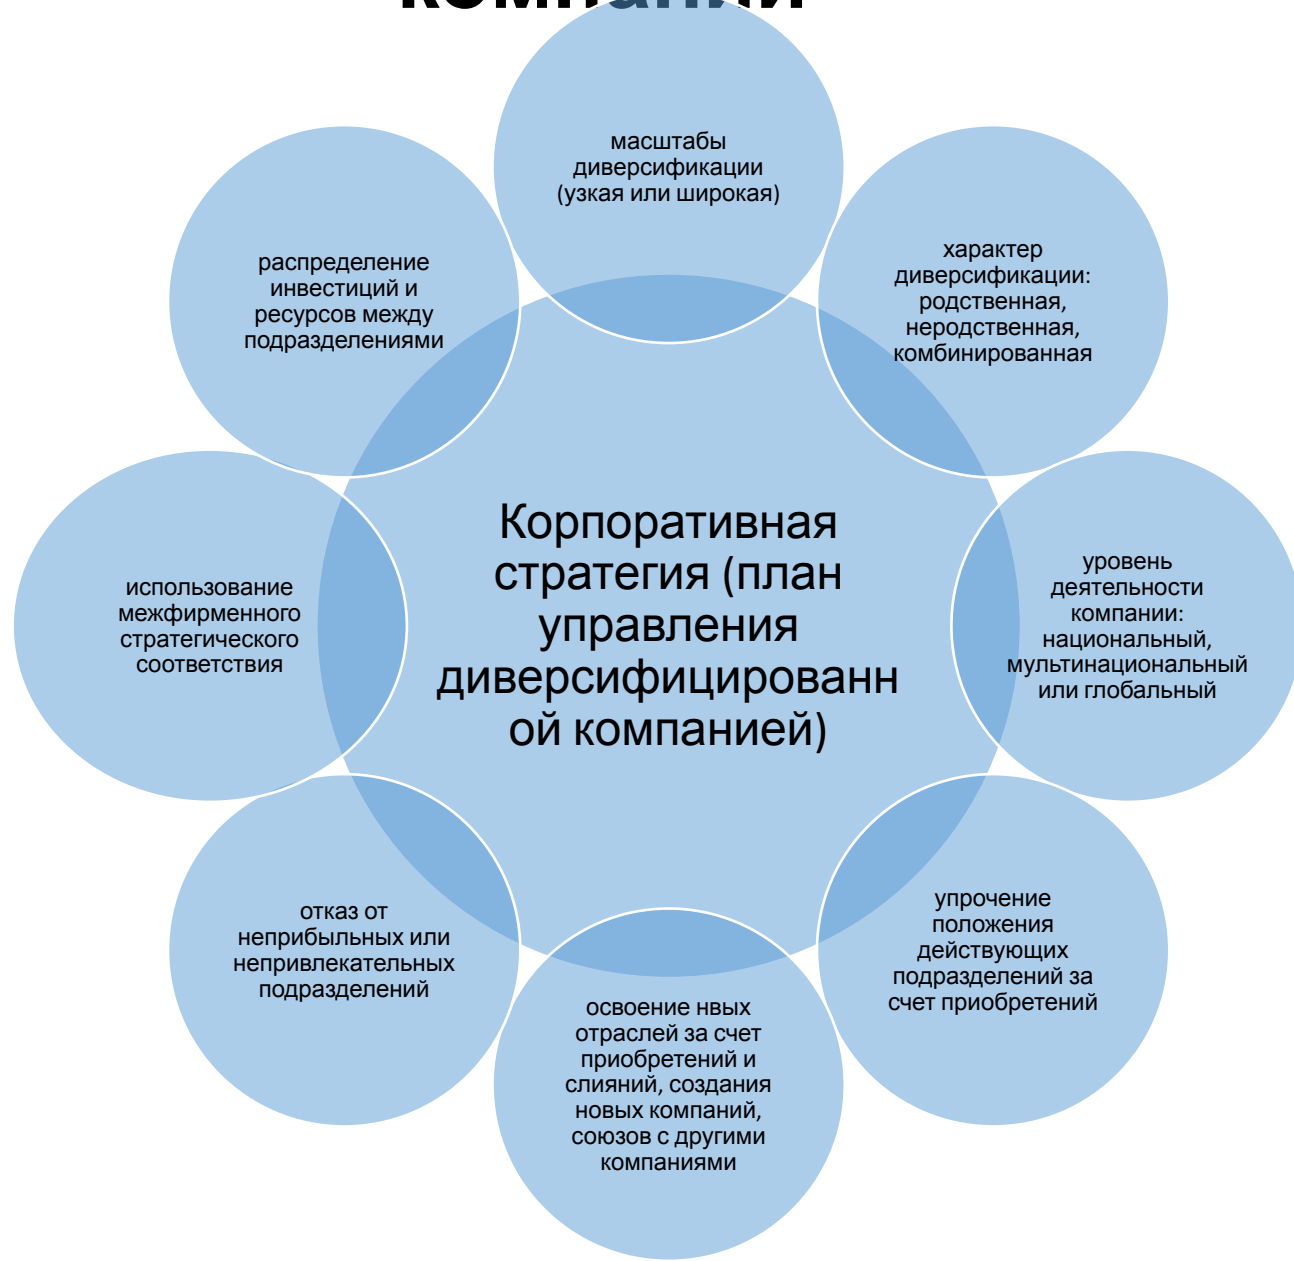 масштабы
диверсификации
(узкая или широкая)
характер
диверсификации:
родственная,
неродственная,
комбинированная
уровень
деятельности
компании:
национальный,
мультинациональный
или глобальный
упрочение
положения
действующих
подразделений за
счет приобретений
освоение нвых
отраслей за счет
приобретений и
слияний, создания
новых компаний,
союзов с другими
компаниями
отказ от
неприбыльных или
непривлекательных
подразделений
использование
межфирменного
стратегического
соответствия
распределение
инвестиций и
ресурсов между
подразделениями
Корпоративная
стратегия (план
управления
диверсифицированн
ой компанией)